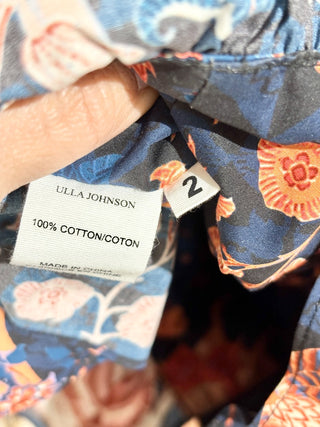 ULLA JOHNSON
2
100% COTTON/COTON
MADE IN CHINA